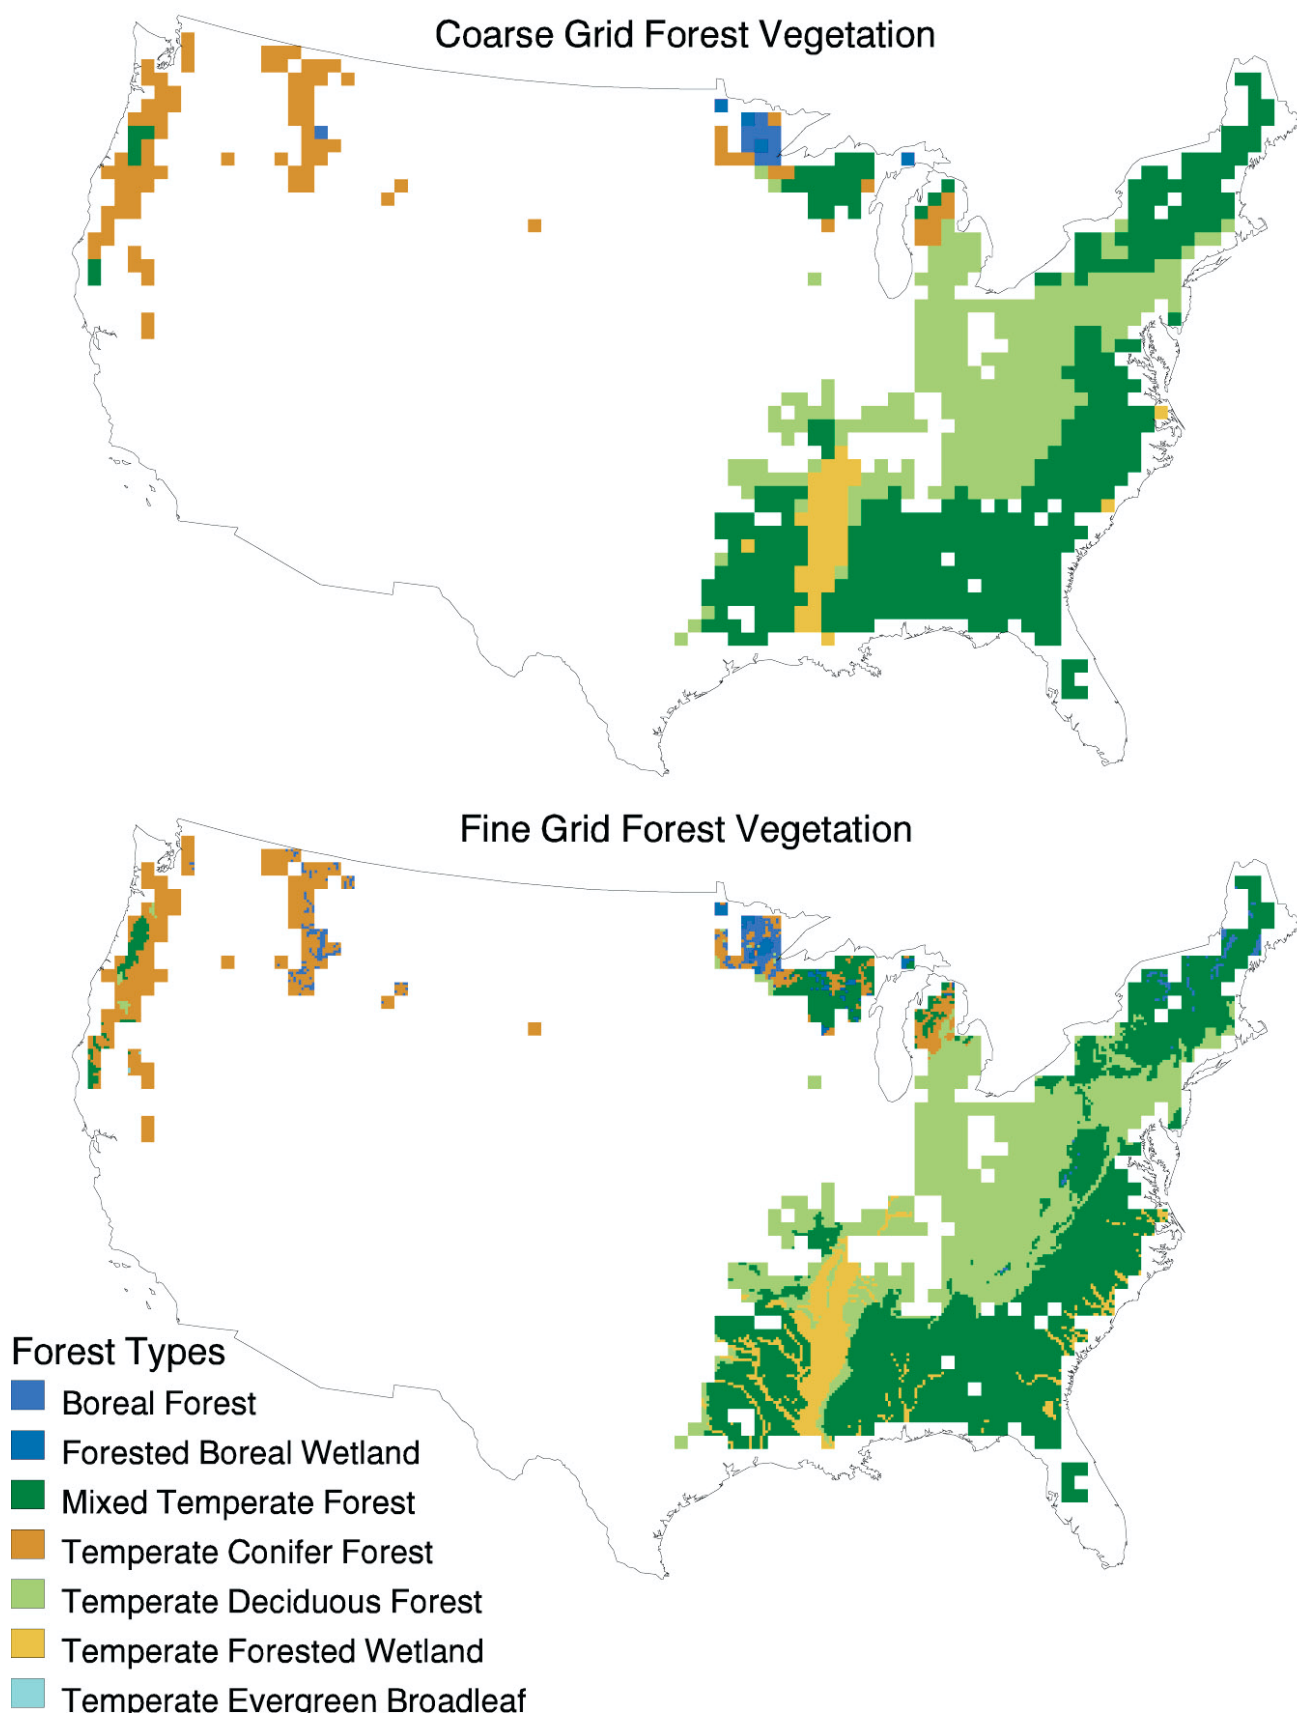 Coarse Grid Forest Vegetation
Fine Grid Forest Vegetation
Forest Types
Boreal Forest
Forested Boreal Wetland
Mixed Temperate Forest
Temperate Conifer Forest
Temperate Deciduous Forest
Temperate Forested Wetland
Temperate Evergreen Broadleaf